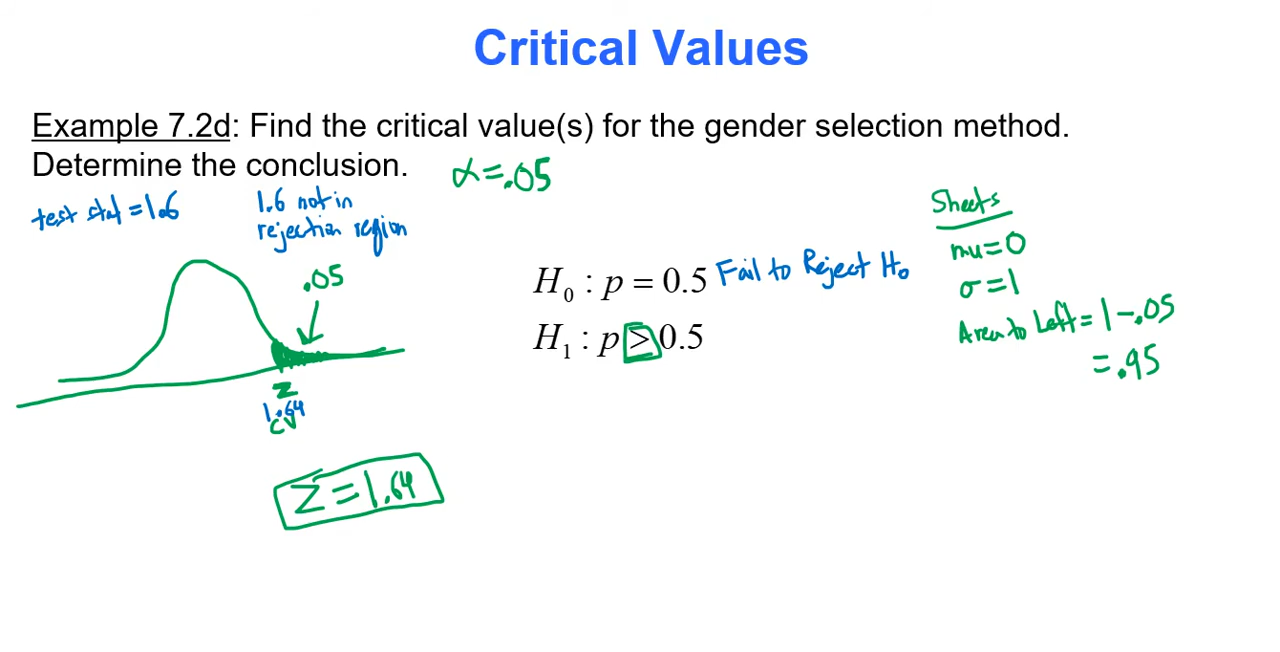 Critical Values
Example 7.2d: Find the critical value(s) for the gender selection method.
Determine the conclusion.
α=.05
test stat=1.6
1.6 not in
rejection region
.05
Z
1.64
CV
Z=1.64
H₀ : p = 0.5 Fail to Reject H₀
H₁ : p > 0.5
Sheets
mu=0
σ=1
Area to Left=1-.05
=.95